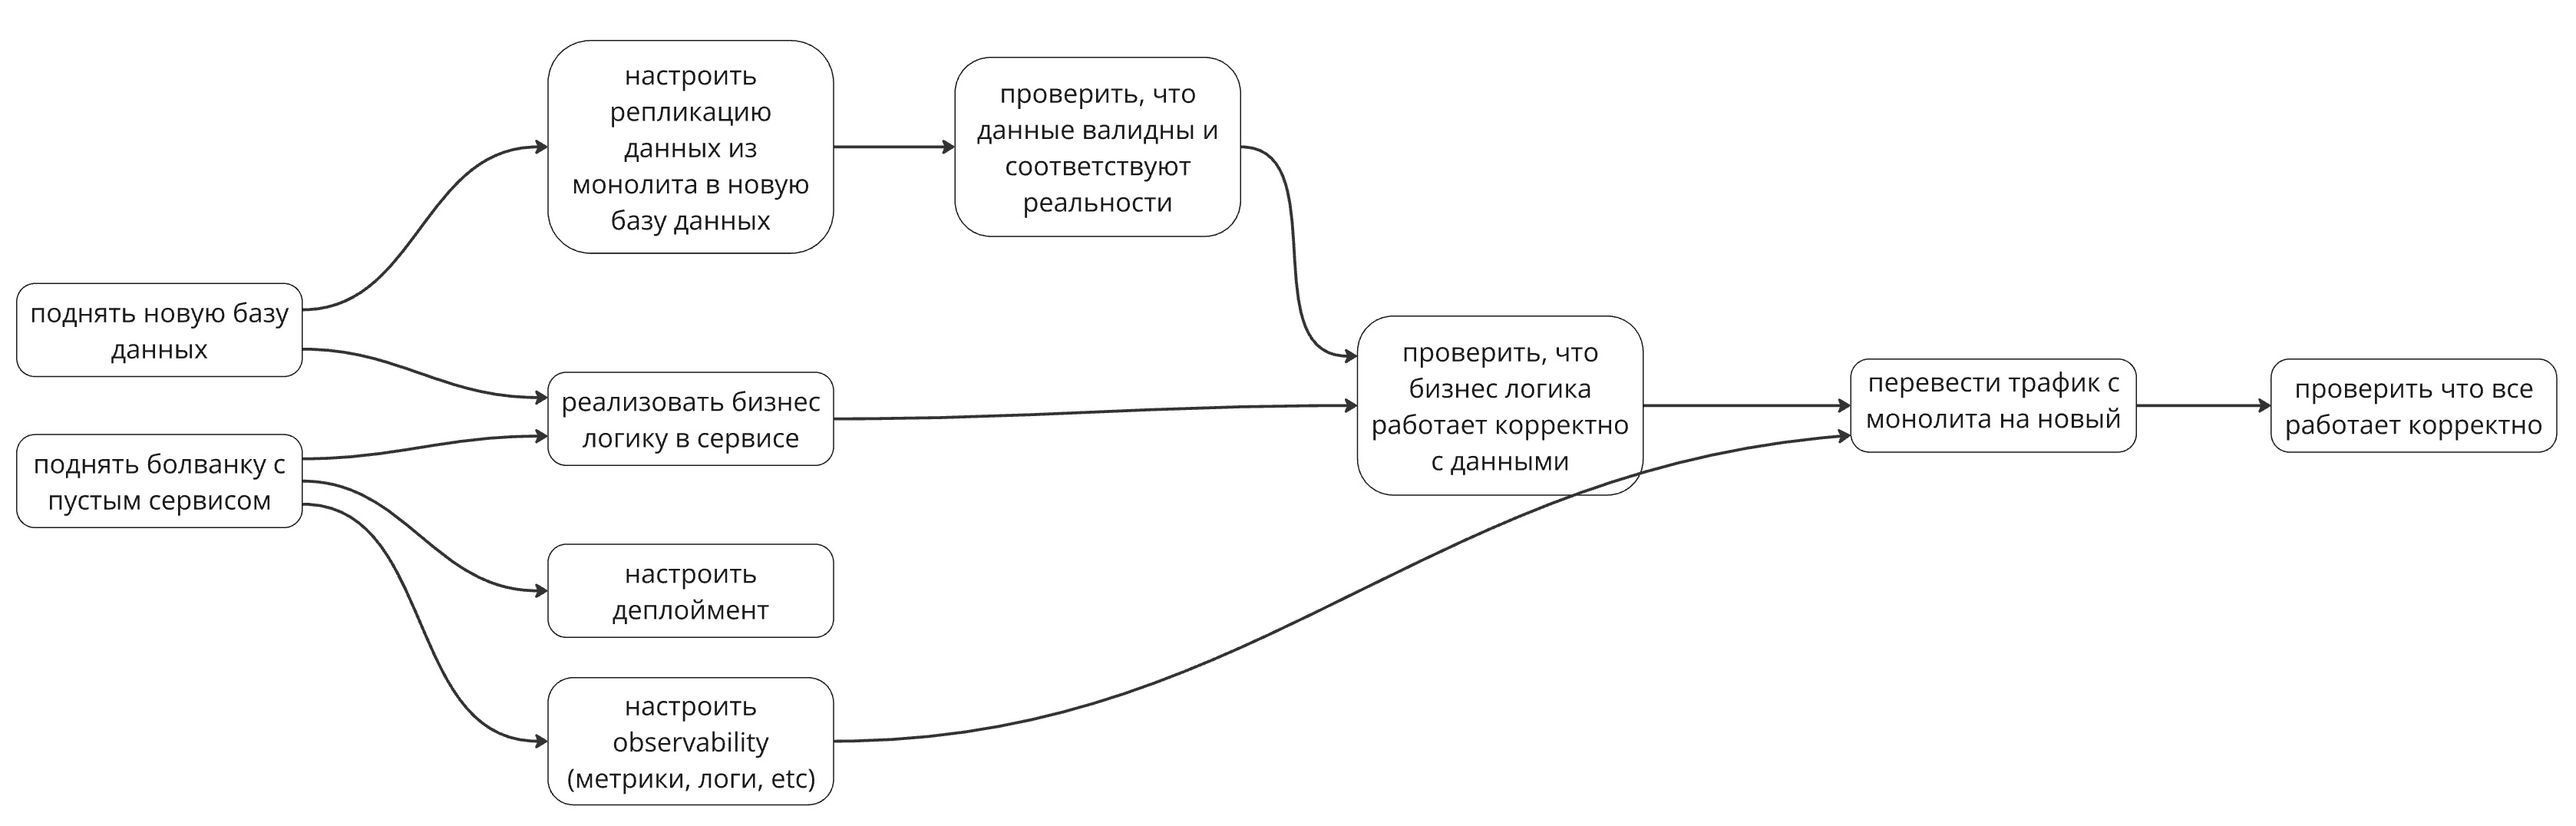 настроить
репликацию
данных из
монолита в новую
базу данных
проверить, что
данные валидны и
соответствуют
реальности
поднять новую базу
данных
реализовать бизнес
логику в сервисе
проверить, что
бизнес логика
работает корректно
с данными
перевести трафик с
монолита на новый
проверить что все
работает корректно
поднять болванку с
пустым сервисом
настроить
деплоймент
настроить
observability
(метрики, логи, etc)